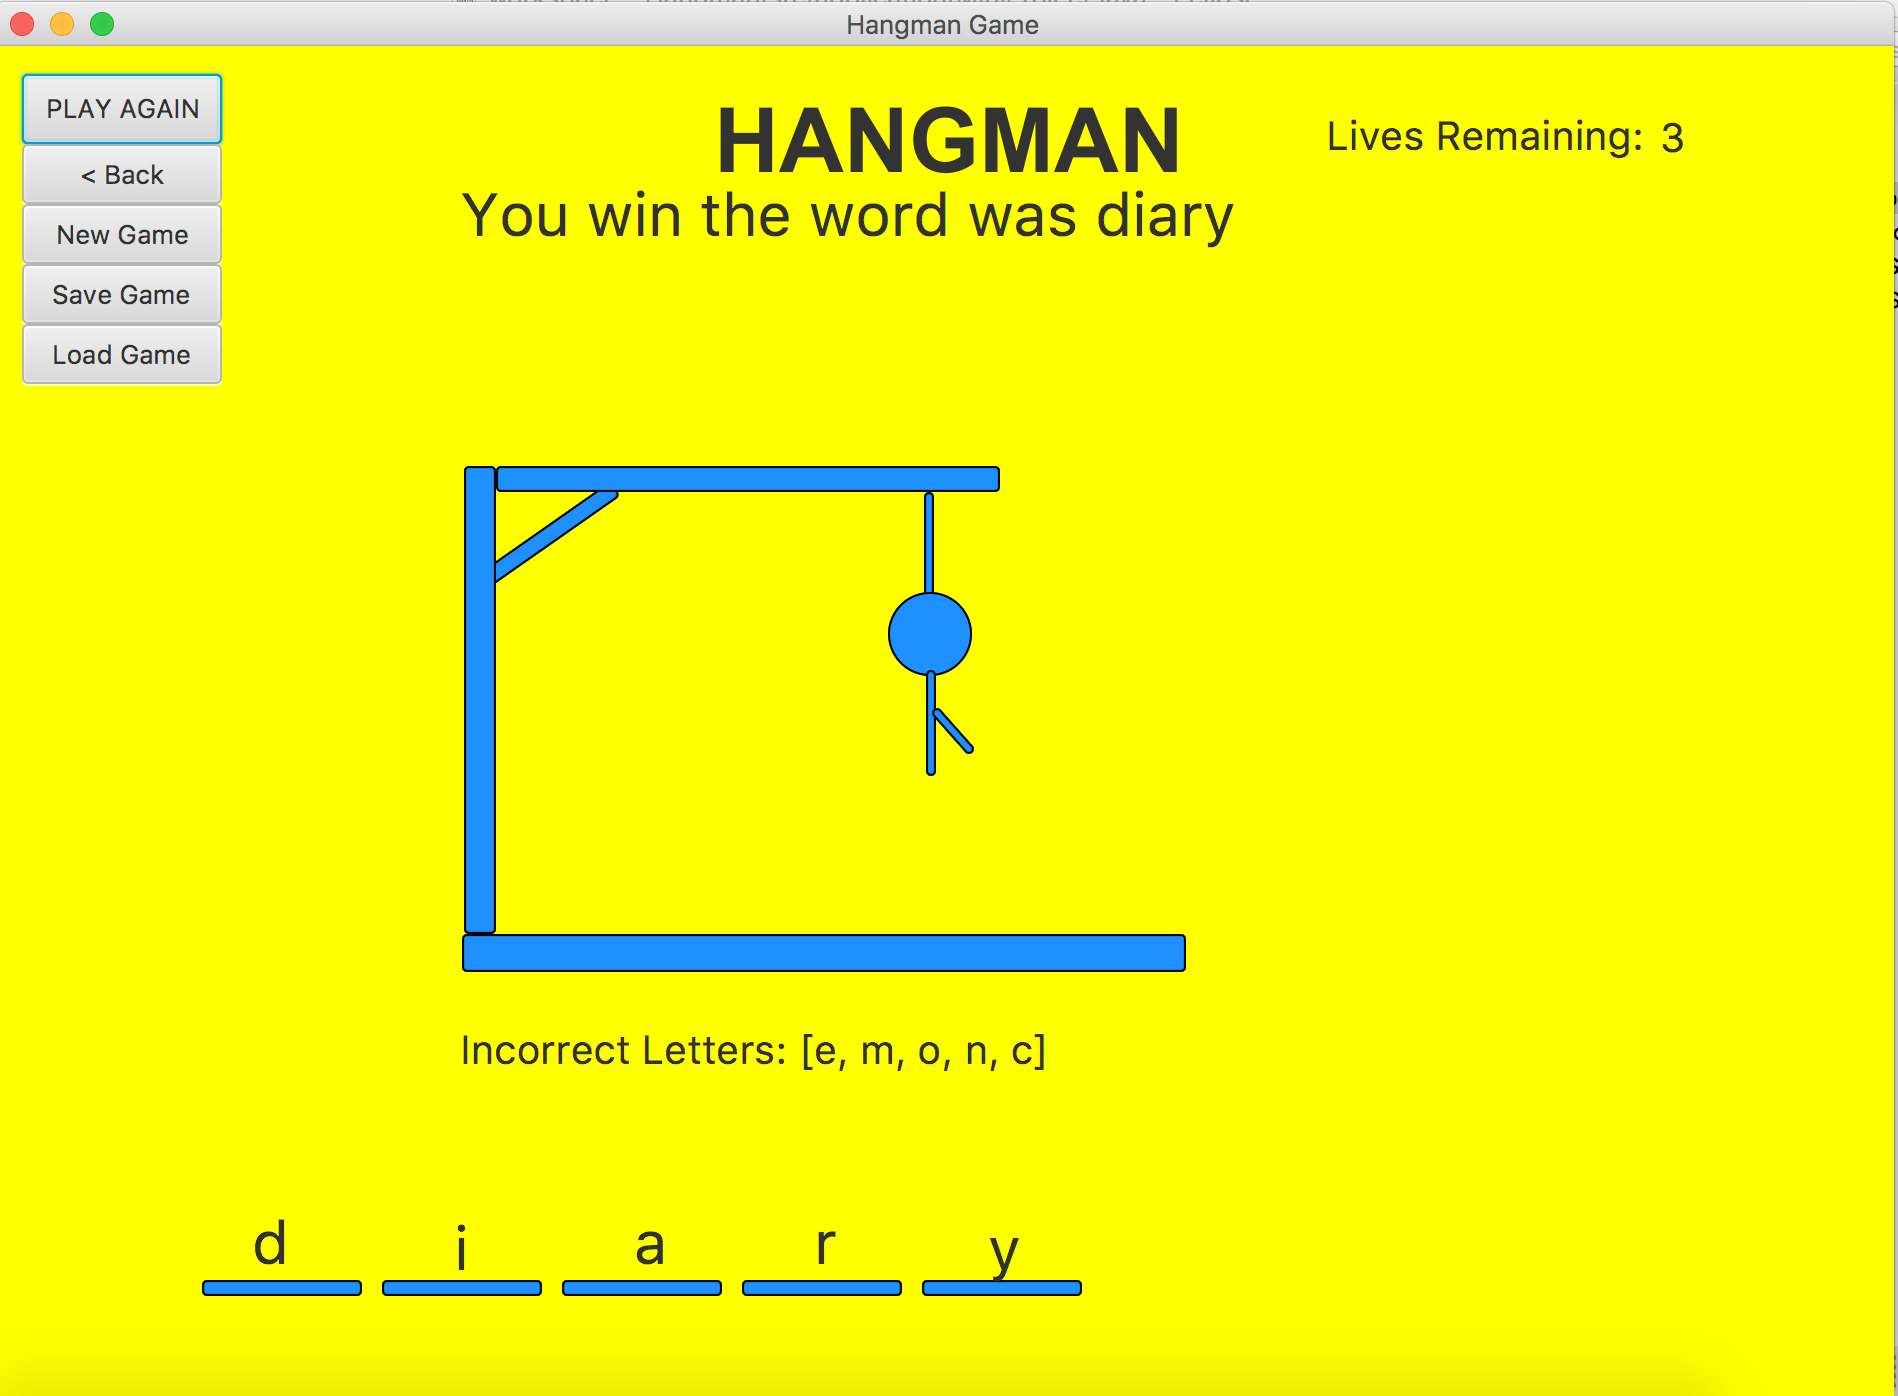 Hangman Game
PLAY AGAIN
< Back
New Game
Save Game
Load Game
HANGMAN
Lives Remaining: 3
You win the word was diary
Incorrect Letters: [e, m, o, n, c]
d i a r y